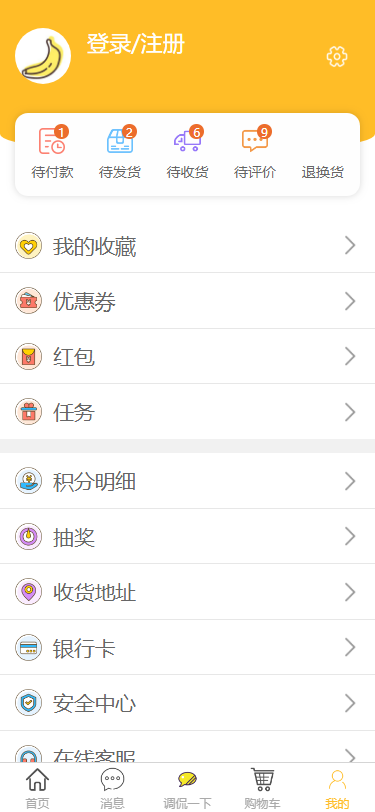 登录/注册
1 2 6 9
待付款 待发货 待收货 待评价 退换货
我的收藏
优惠券
红包
任务
积分明细
抽奖
收货地址
银行卡
安全中心
在线客服
首页 消息 调侃一下 购物车 我的